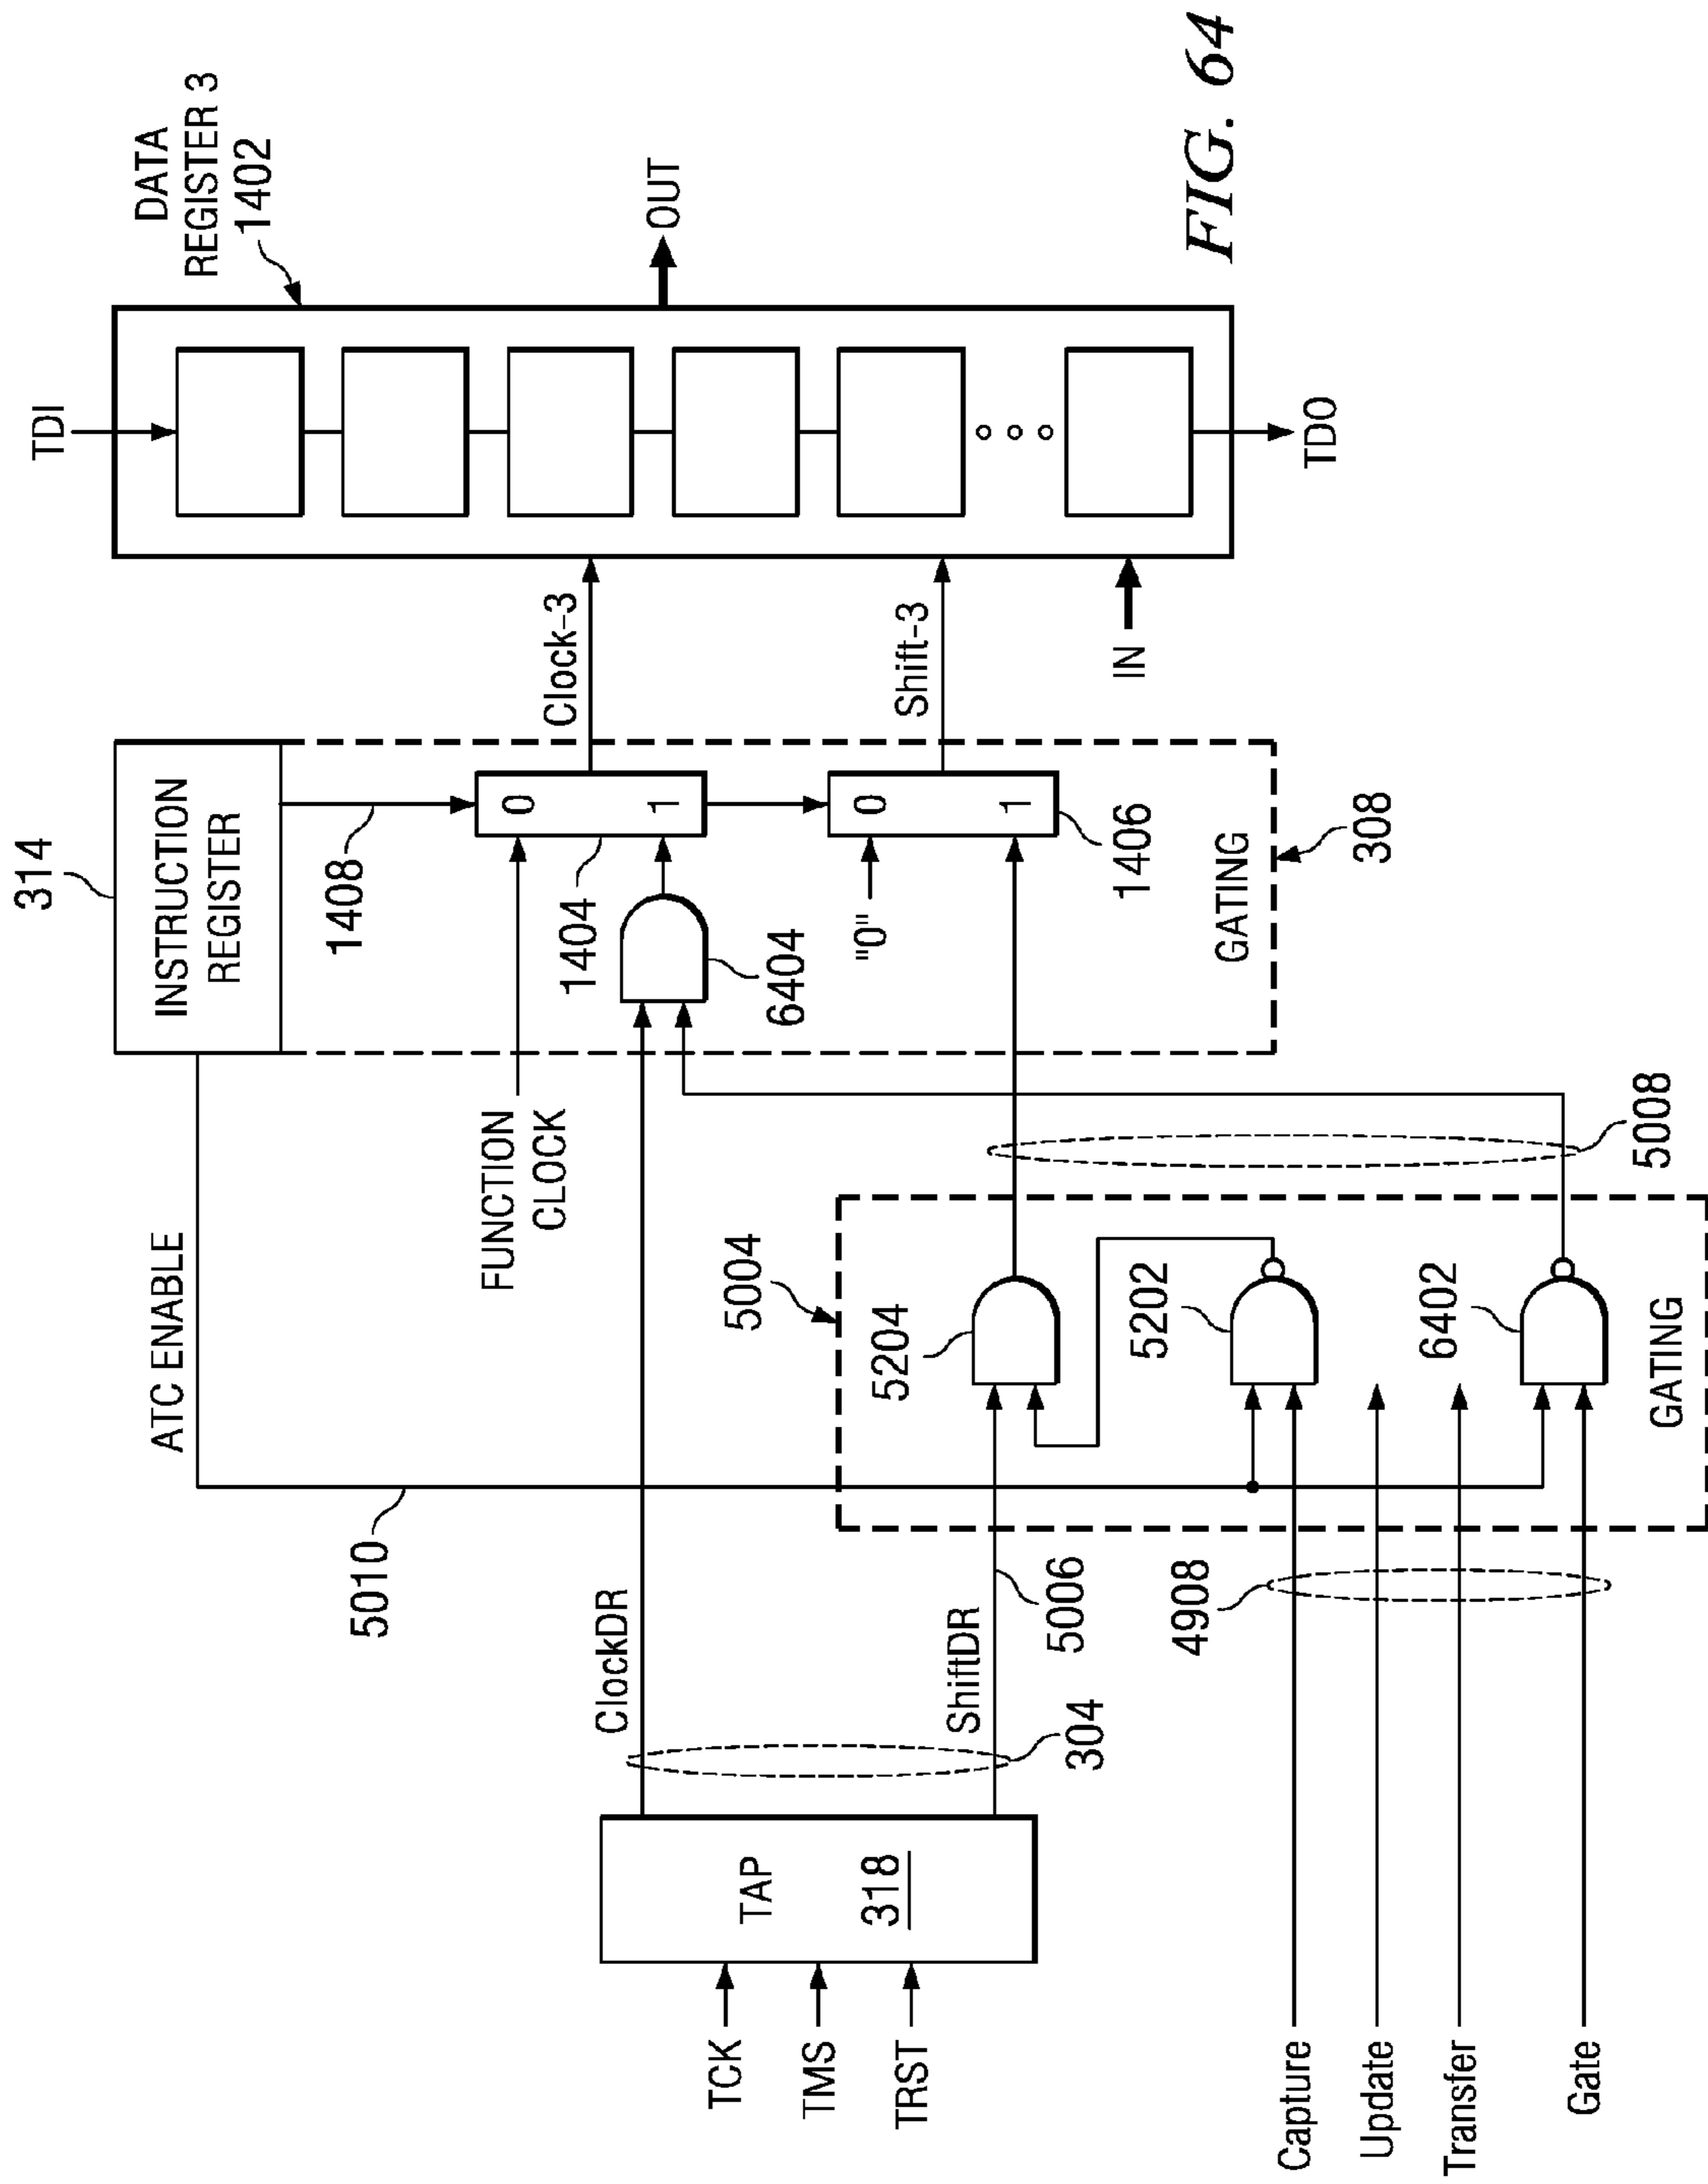 314
INSTRUCTION
REGISTER
ATC ENABLE
5010
1408
FUNCTION
CLOCK
0
1
1404
6404
"0"
0
1
1406
GATING
308
Clock-3
Shift-3
IN
TDI
DATA
REGISTER 3
1402
OUT
TDO
TCK
TMS
TRST
TAP
318
ClockDR
ShiftDR
304
5006
5004
5204
5202
6402
GATING
5008
4908
Capture
Update
Transfer
Gate
FIG. 64